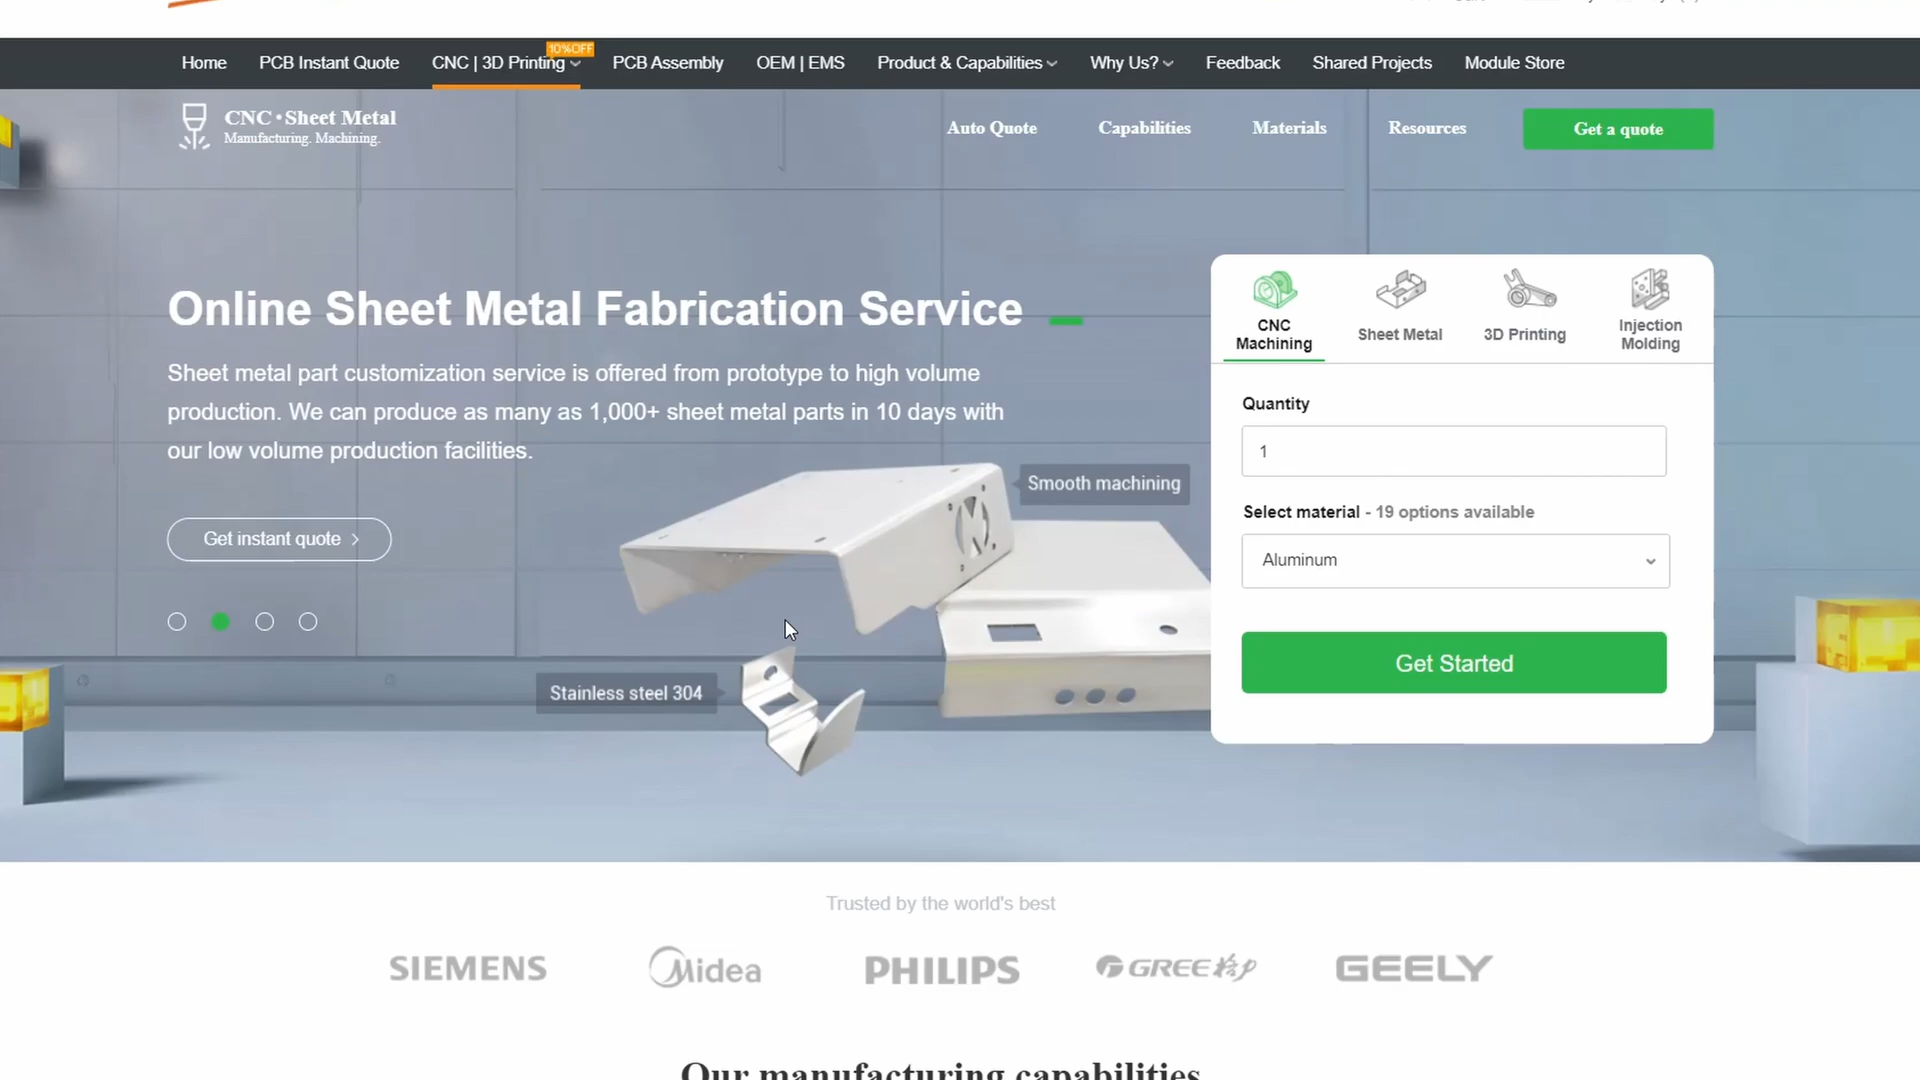 Home PCB Instant Quote CNC | 3D Printing 10%OFF PCB Assembly OEM | EMS Product & Capabilities Why Us? Feedback Shared Projects Module Store
CNC • Sheet Metal
Manufacturing. Machining.
Auto Quote Capabilities Materials Resources Get a quote
Online Sheet Metal Fabrication Service
Sheet metal part customization service is offered from prototype to high volume
production. We can produce as many as 1,000+ sheet metal parts in 10 days with
our low volume production facilities.
Get instant quote
Smooth machining
Stainless steel 304
CNC
Machining
Sheet Metal
3D Printing
Injection
Molding
Quantity
1
Select material - 19 options available
Aluminum
Get Started
Trusted by the world's best
SIEMENS Midea PHILIPS GREE 格力 GEELY
Our manufacturing capabilities